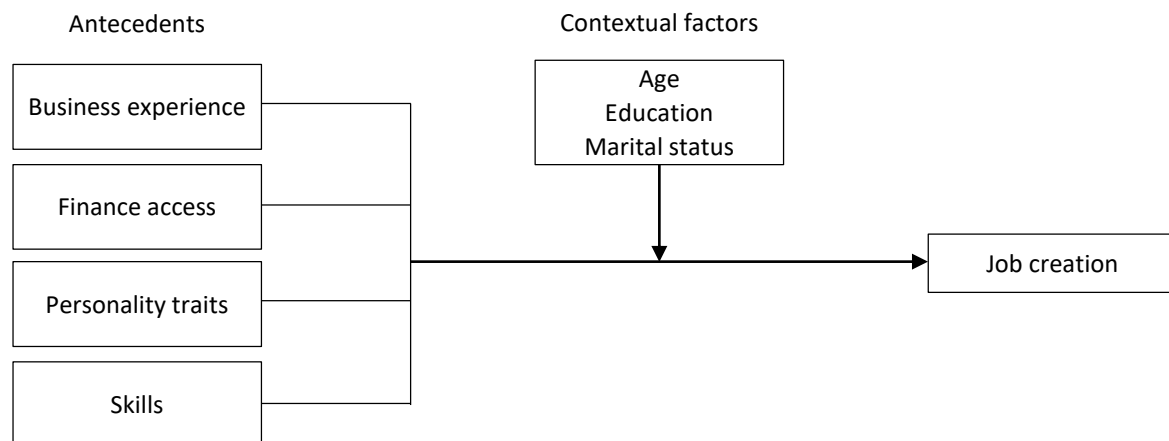 Antecedents
Contextual factors
Business experience
Age
Education
Marital status
Finance access
Personality traits
Job creation
Skills